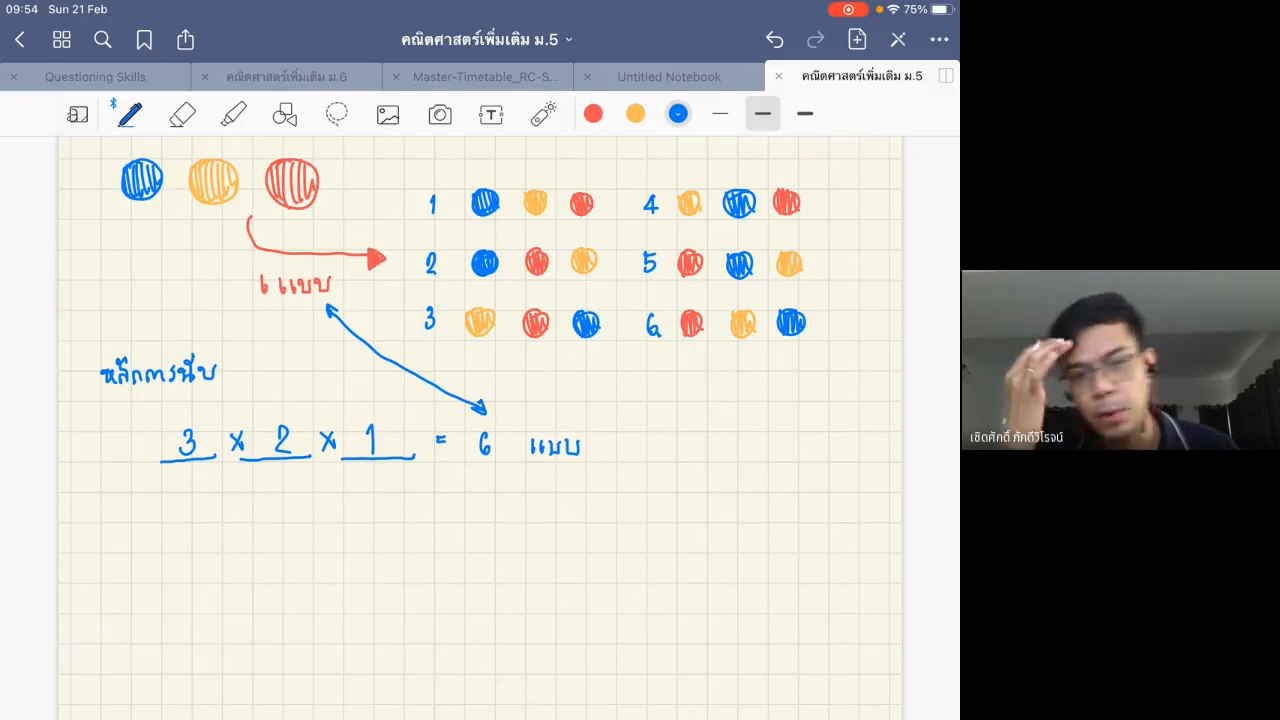 09:54 Sun 21 Feb
75%
คณิตศาสตร์เพิ่มเติม ม.5
Questioning Skills
คณิตศาสตร์เพิ่มเติม ม.6
Master-Timetable_RC-S...
Untitled Notebook
คณิตศาสตร์เพิ่มเติม ม.5
T
1
4
2
5
6 แบบ
3
6
หลักการนับ
3 × 2 × 1 = 6 แบบ
เชิดศักดิ์ ภักดีวิโรจน์